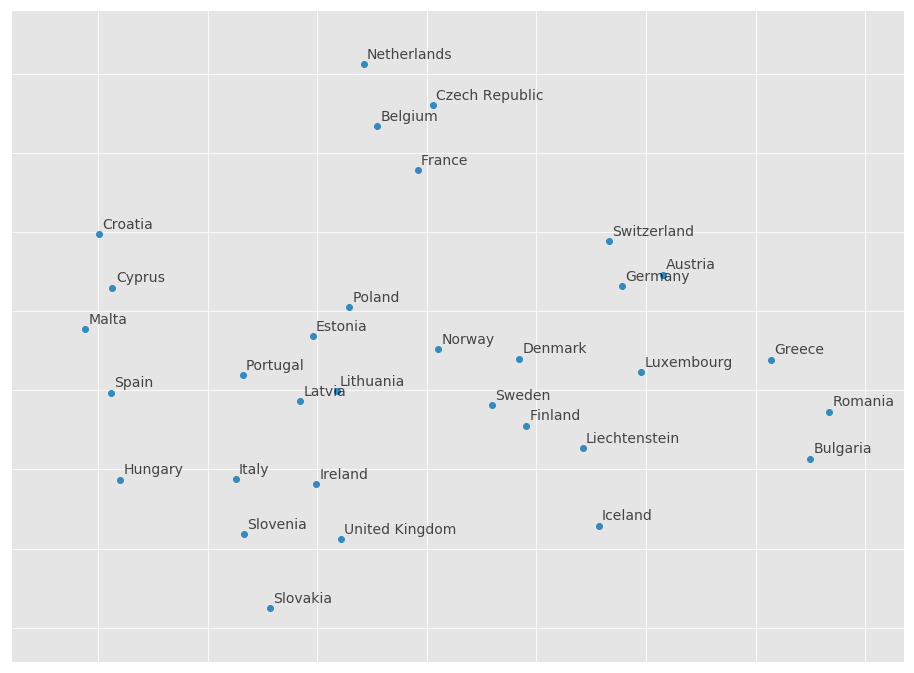 Netherlands
Czech Republic
Belgium
France
Croatia
Switzerland
Austria
Cyprus
Germany
Poland
Malta
Estonia
Norway
Denmark
Greece
Luxembourg
Portugal
Lithuania
Spain
Latvia
Sweden
Romania
Finland
Liechtenstein
Bulgaria
Hungary
Italy
Ireland
Iceland
Slovenia
United Kingdom
Slovakia